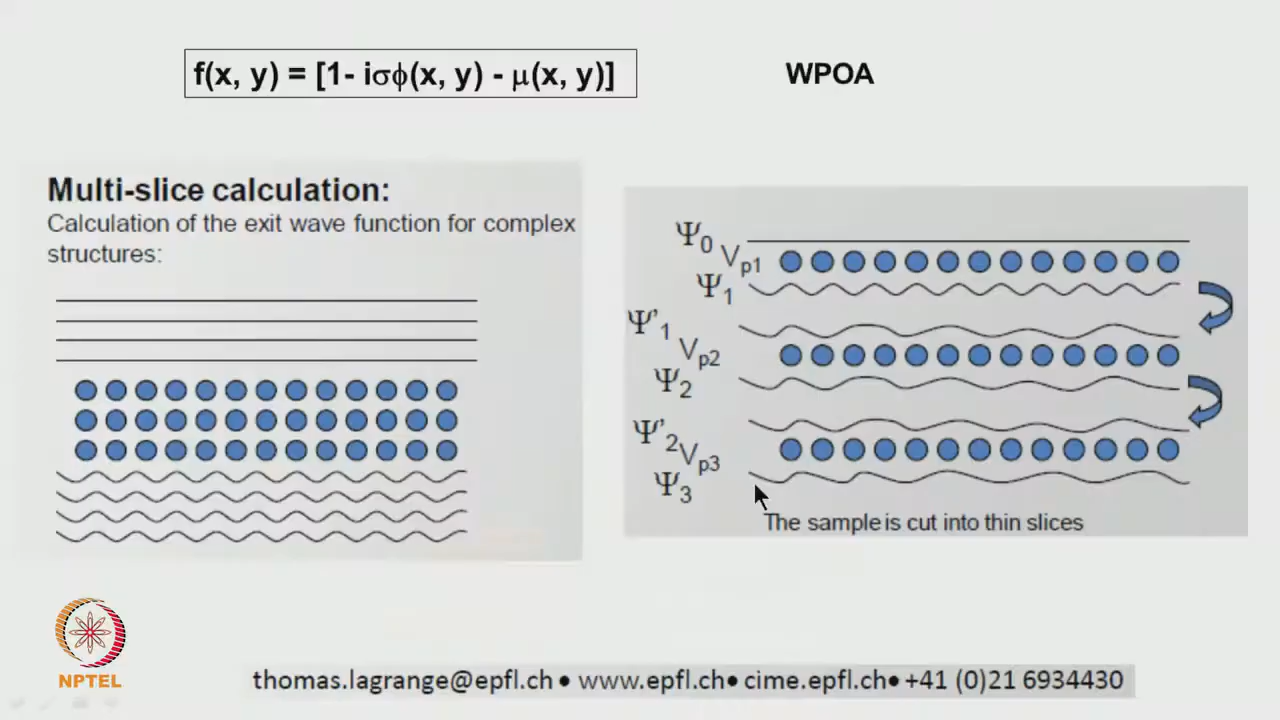 f(x, y) = [1- iσϕ(x, y) - μ(x, y)]
WPOA
Multi-slice calculation:
Calculation of the exit wave function for complex
structures:
Ψ0
Vp1
Ψ1
Ψ'1
Vp2
Ψ2
Ψ'2
Vp3
Ψ3
The sample is cut into thin slices
NPTEL
thomas.lagrange@epfl.ch • www.epfl.ch• cime.epfl.ch• +41 (0)21 6934430